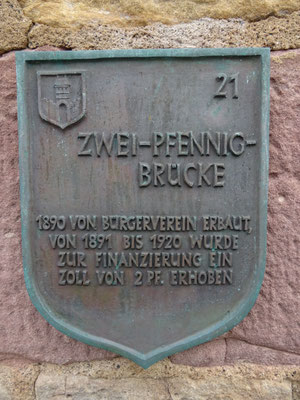 21
ZWEI-PFENNIG-
BRÜCKE
1890 VON BÜRGERVEREIN ERBAUT,
VON 1891 BIS 1920 WURDE
ZUR FINANZIERUNG EIN
ZOLL VON 2 PF. ERHOBEN